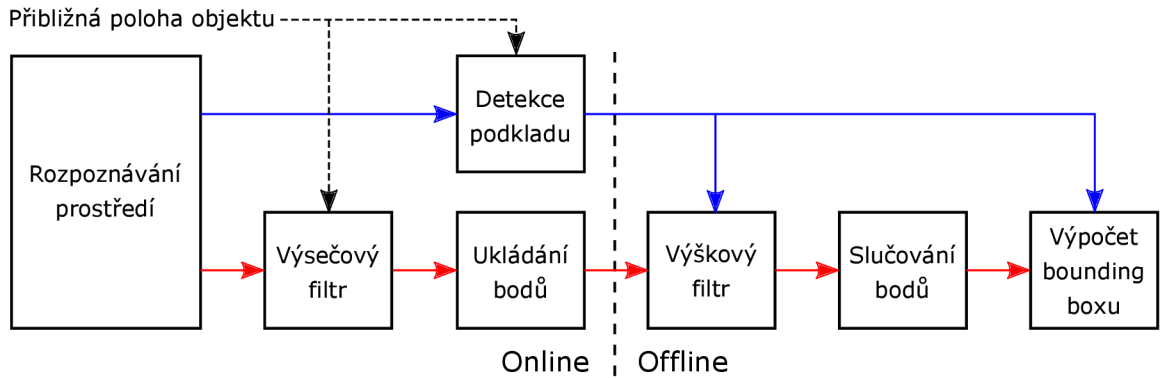 Přibližná poloha objektu
Detekce
podkladu
Rozpoznávání
prostředí
Výsečový
filtr
Ukládání
bodů
Výškový
filtr
Slučování
bodů
Výpočet
bounding
boxu
Online
Offline